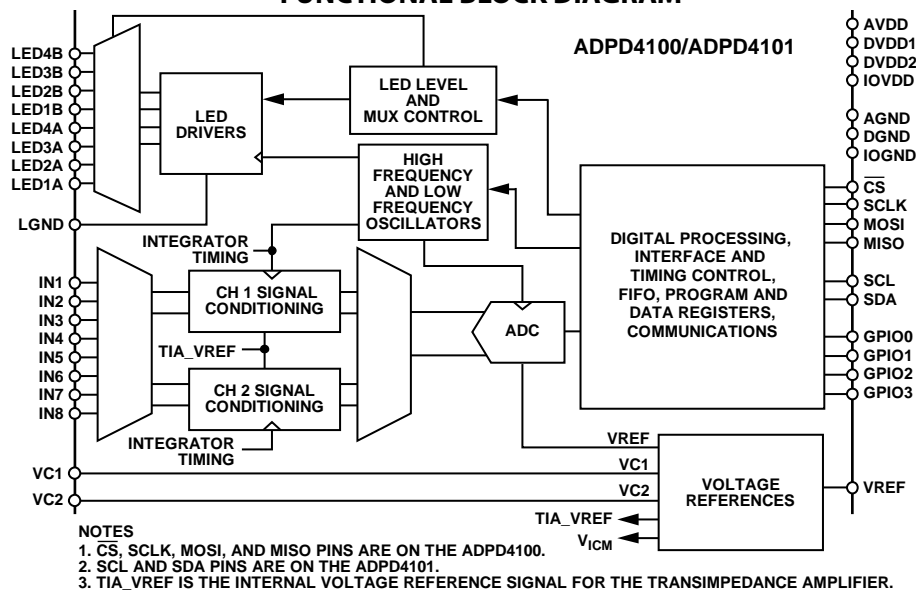 FUNCTIONAL BLOCK DIAGRAM
ADPD4100/ADPD4101
LED4B
LED3B
LED2B
LED1B
LED4A
LED3A
LED2A
LED1A
LGND
LED
DRIVERS
LED LEVEL
AND
MUX CONTROL
HIGH
FREQUENCY
AND LOW
FREQUENCY
OSCILLATORS
INTEGRATOR
TIMING
IN1
IN2
IN3
IN4
IN5
IN6
IN7
IN8
CH 1 SIGNAL
CONDITIONING
TIA_VREF
CH 2 SIGNAL
CONDITIONING
INTEGRATOR
TIMING
ADC
DIGITAL PROCESSING,
INTERFACE AND
TIMING CONTROL,
FIFO, PROGRAM AND
DATA REGISTERS,
COMMUNICATIONS
AVDD
DVDD1
DVDD2
IOVDD
AGND
DGND
IOGND
CS
SCLK
MOSI
MISO
SCL
SDA
GPIO0
GPIO1
GPIO2
GPIO3
VC1
VC2
VREF
VC1
VC2
TIA_VREF
VICM
VOLTAGE
REFERENCES
VREF
NOTES
1. CS, SCLK, MOSI, AND MISO PINS ARE ON THE ADPD4100.
2. SCL AND SDA PINS ARE ON THE ADPD4101.
3. TIA_VREF IS THE INTERNAL VOLTAGE REFERENCE SIGNAL FOR THE TRANSIMPEDANCE AMPLIFIER.